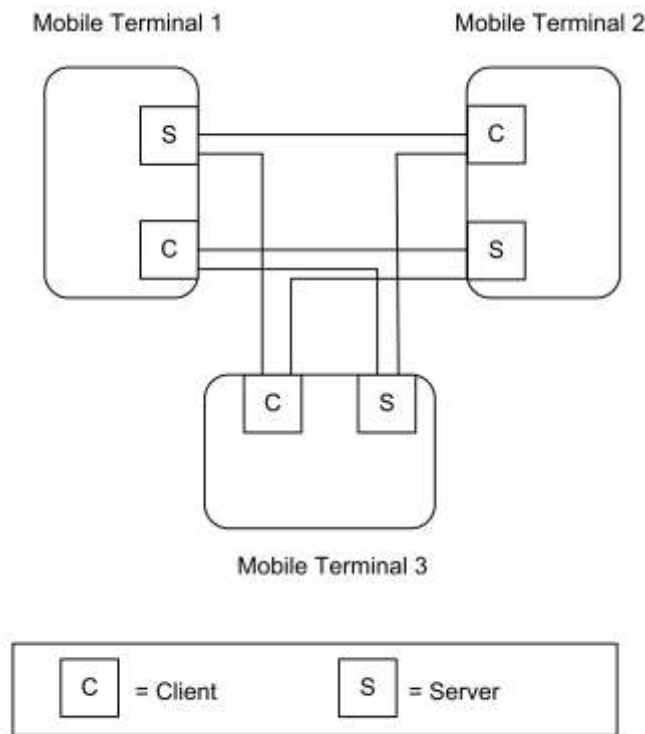 Mobile Terminal 1
Mobile Terminal 2
S
C
C
S
C
S
Mobile Terminal 3
C
= Client
S
= Server